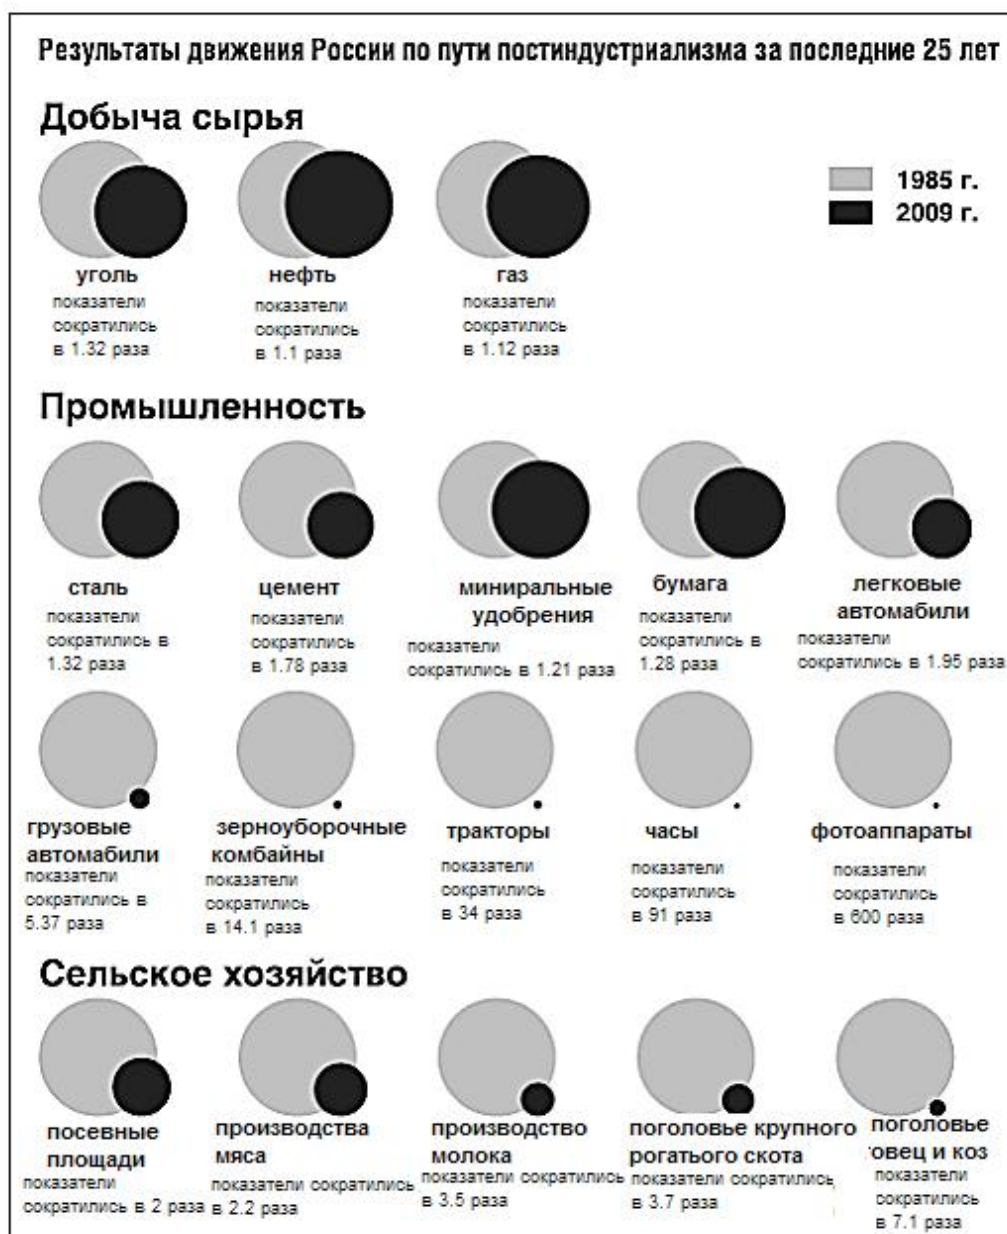 Результаты движения России по пути постиндустриализма за последние 25 лет
Добыча сырья
1985 г.
2009 г.
уголь
показатели
сократились
в 1.32 раза
нефть
показатели
сократились
в 1.1 раза
газ
показатели
сократились
в 1.12 раза
Промышленность
сталь
показатели
сократились в
1.32 раза
цемент
показатели
сократились
в 1.78 раза
миниральные
удобрения
показатели
сократились в 1.21 раза
бумага
показатели
сократились в
1.28 раза
легковые
автомабили
показатели
сократились в 1.95 раза
грузовые
автомабили
показатели
сократились в
5.37 раза
зерноуборочные
комбайны
показатели
сократились
в 14.1 раза
тракторы
показатели
сократились
в 34 раза
часы
показатели
сократились
в 91 раза
фотоаппараты
показатели
сократились
в 600 раза
Сельское хозяйство
посевные
площади
показатели
сократились в 2 раза
производства
мяса
показатели сократились
в 2.2 раза
производство
молока
показатели сократились
в 3.5 раза
поголовье крупного
рогатього скота
показатели сократились
в 3.7 раза
поголовье
овец и коз
показатели
сократились
в 7.1 раза